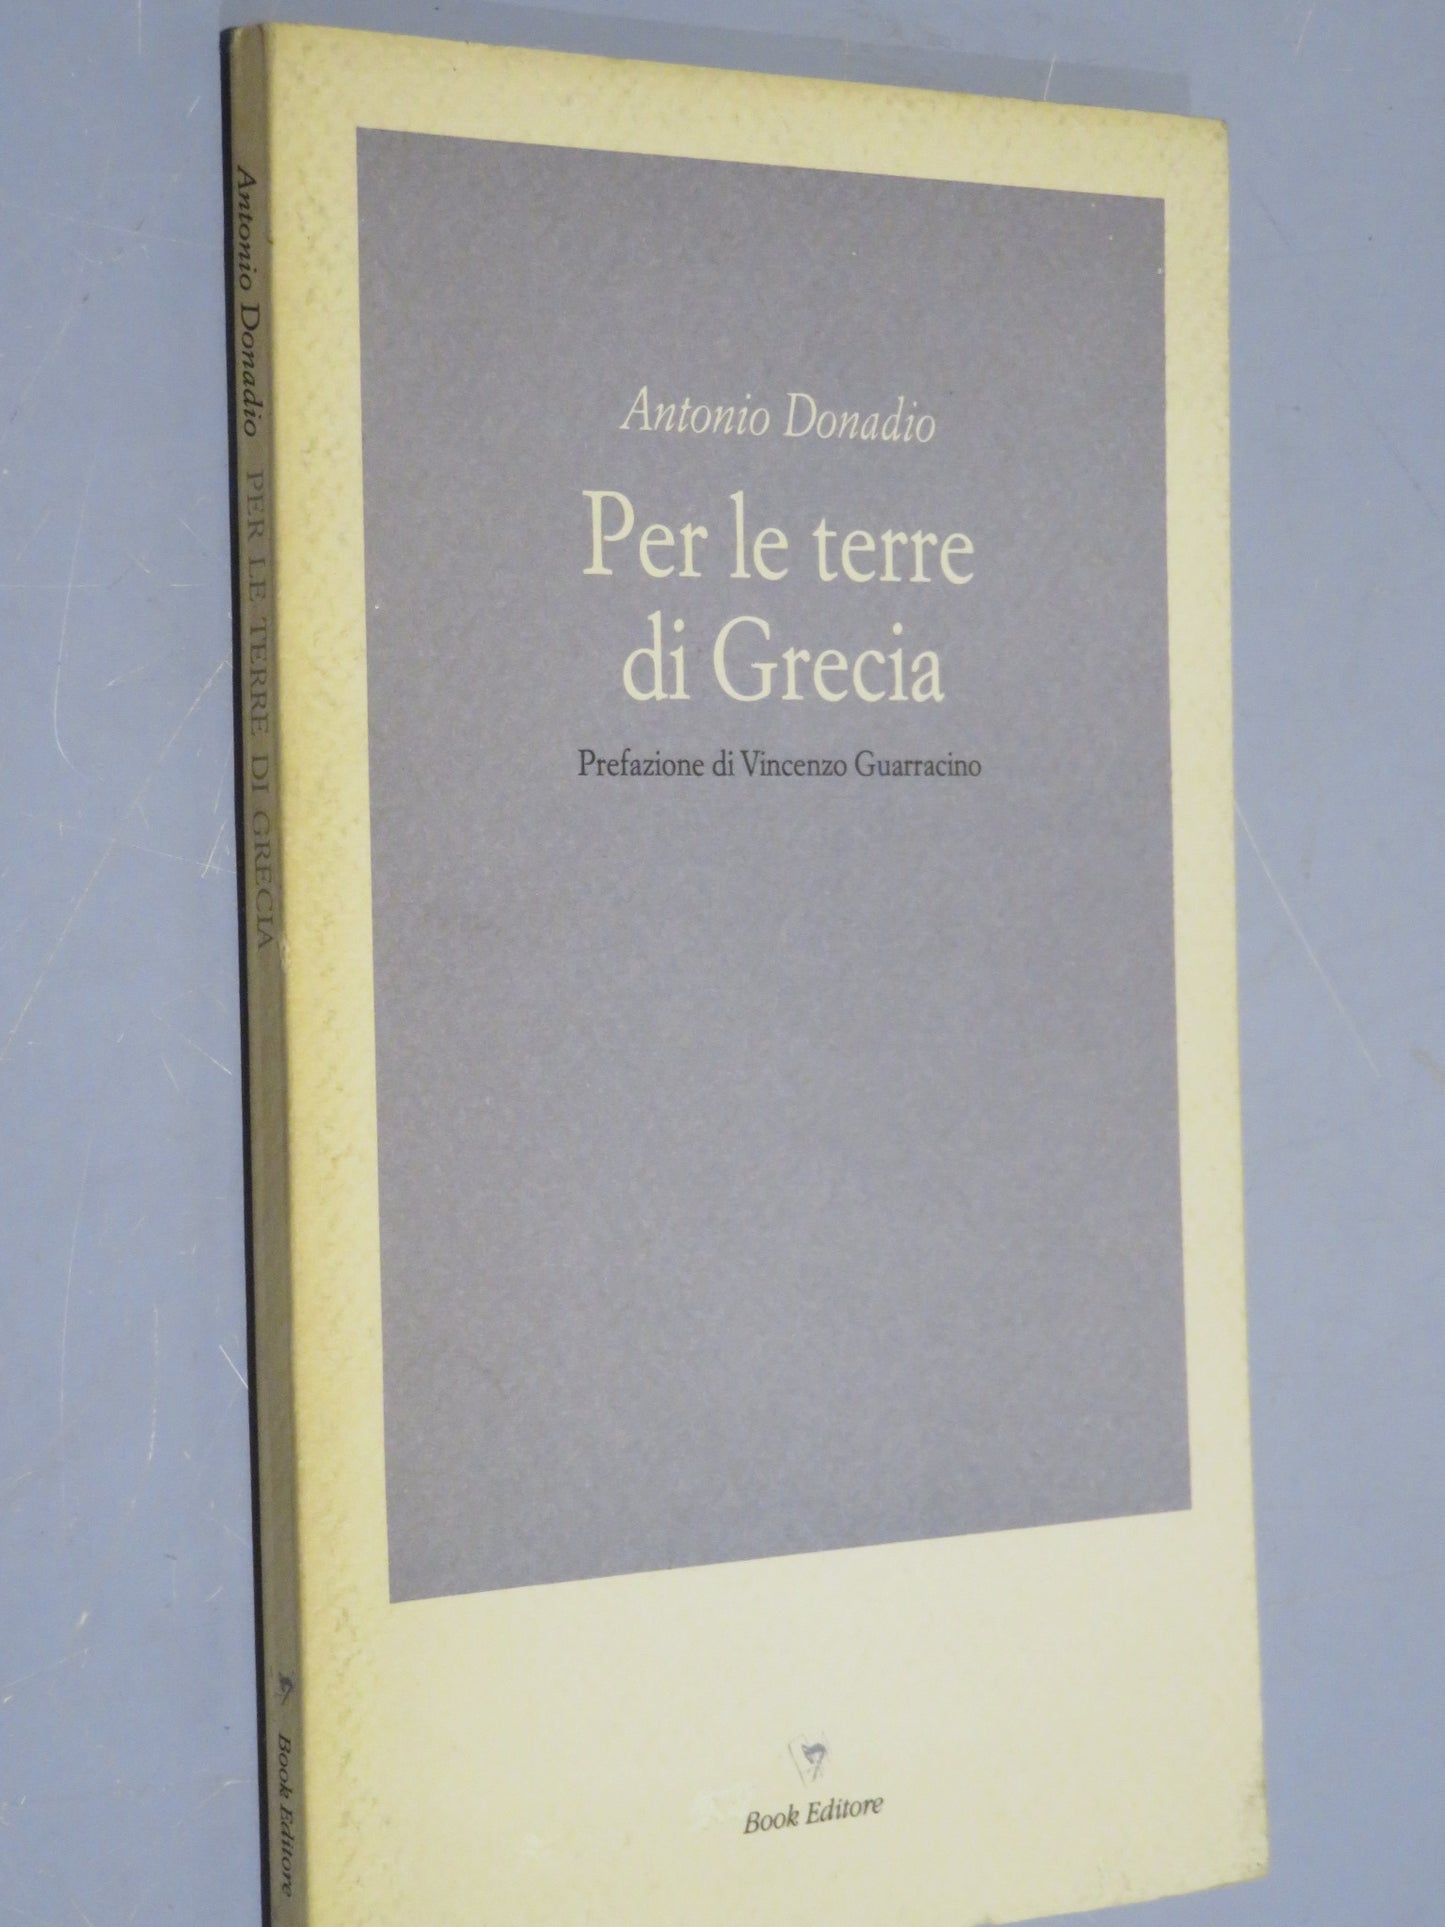 Antonio Donadio
Per le terre
di Grecia
Prefazione di Vincenzo Guarracino
Book Editore
Antonio Donadio PER LE TERRE DI GRECIA Book Editore